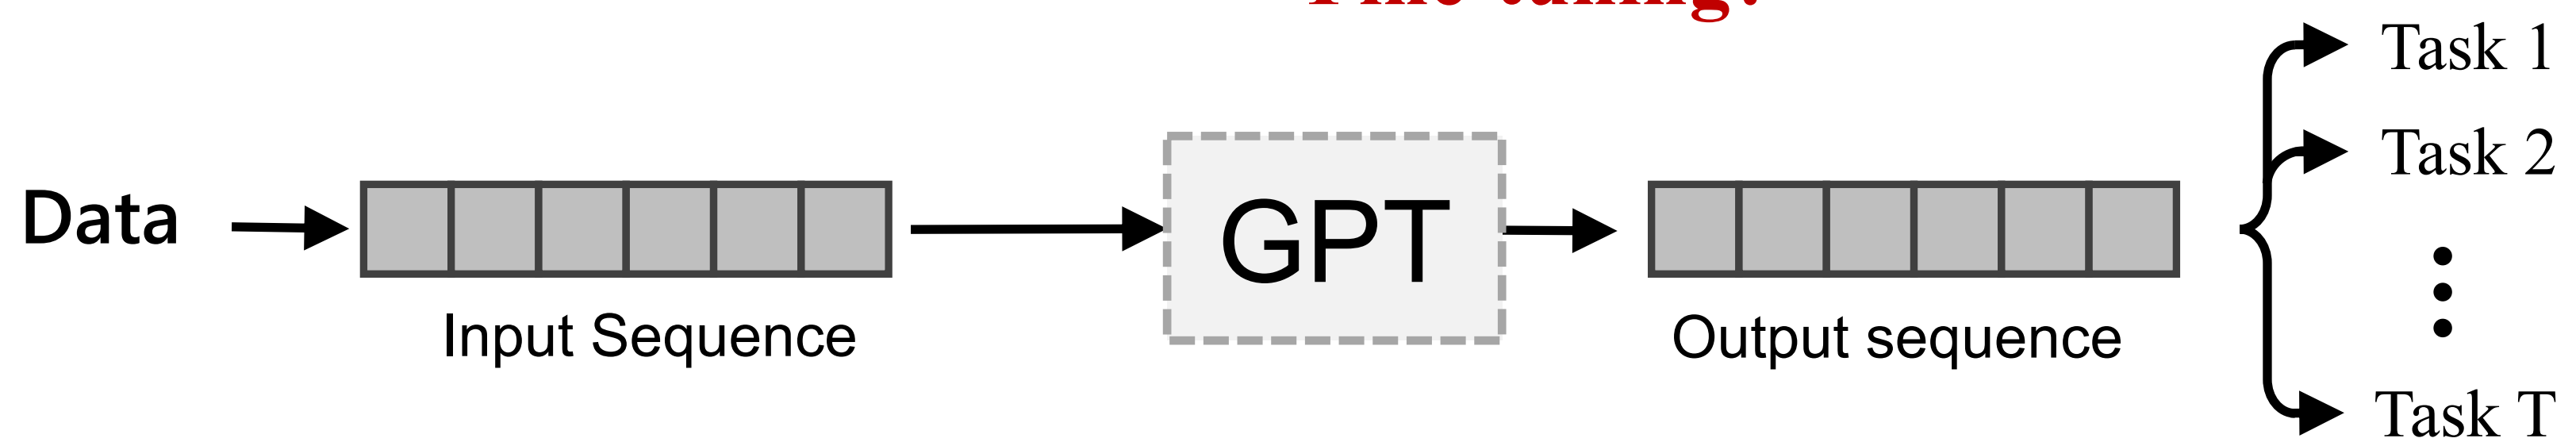 Task 1
Task 2
Data
GPT
Input Sequence
Output sequence
Task T